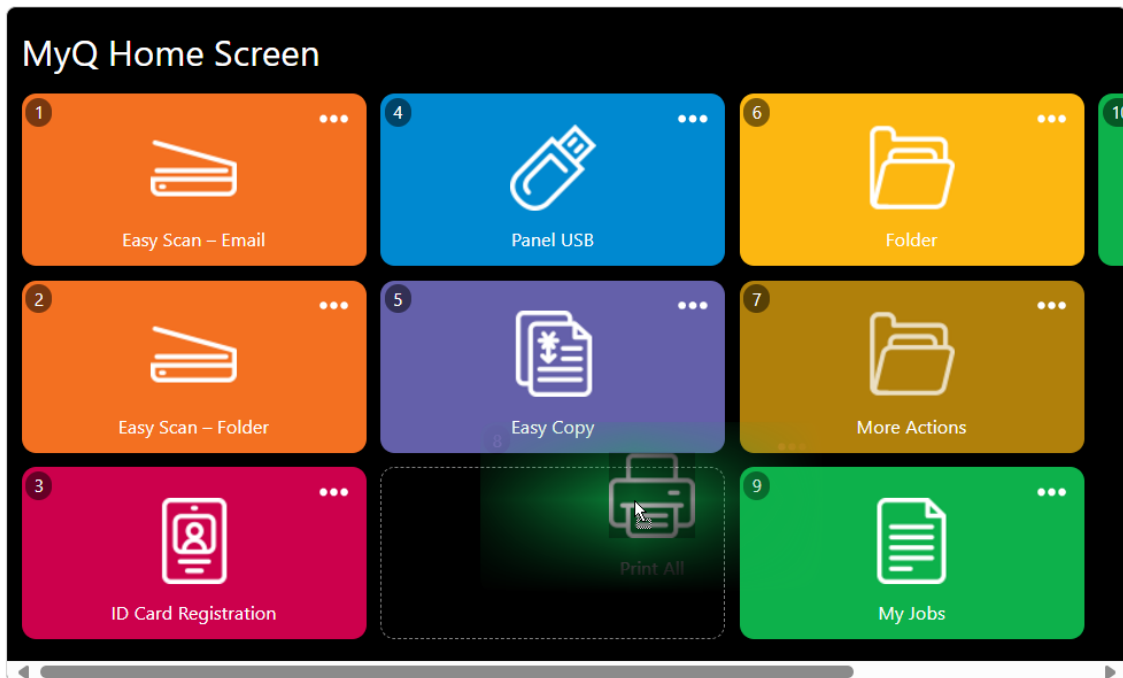 MyQ Home Screen
1
Easy Scan – Email
4
Panel USB
6
Folder
10
2
Easy Scan – Folder
5
Easy Copy
7
More Actions
3
ID Card Registration
8
Print All
9
My Jobs